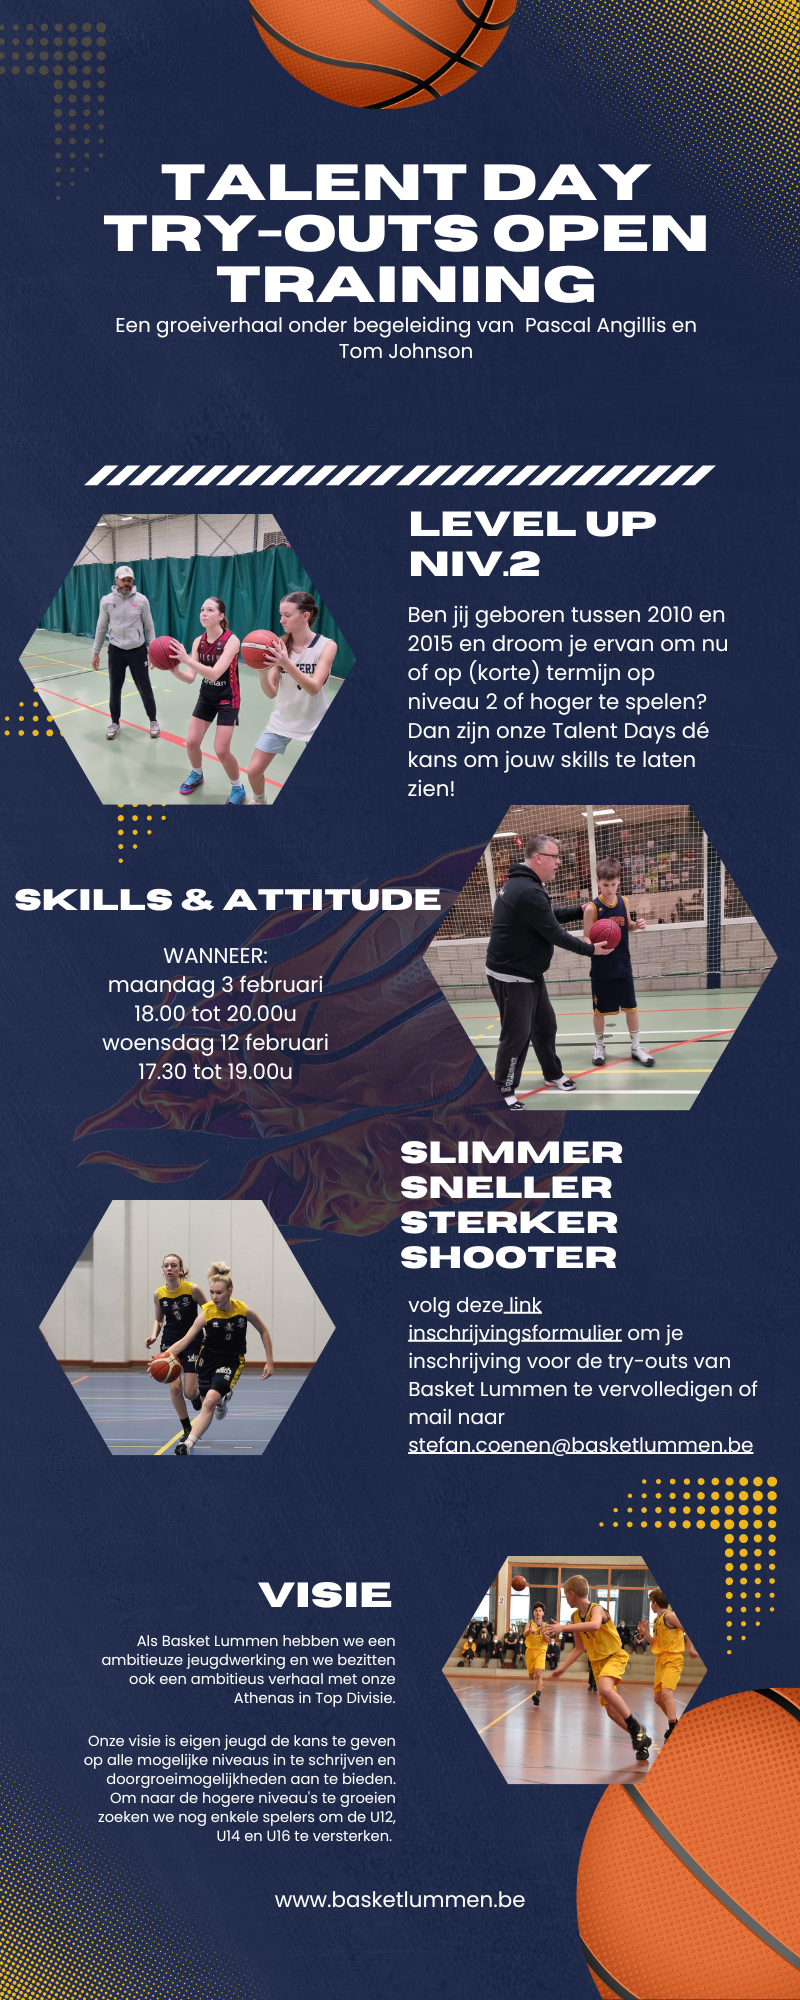 TALENT DAY
TRY-OUTS OPEN
TRAINING
Een groeiverhaal onder begeleiding van Pascal Angillis en
Tom Johnson
LEVEL UP
NIV.2
Ben jij geboren tussen 2010 en
2015 en droom je ervan om nu
of op (korte) termijn op
niveau 2 of hoger te spelen?
Dan zijn onze Talent Days dé
kans om jouw skills te laten
zien!
SKILLS & ATTITUDE
WANNEER:
maandag 3 februari
18.00 tot 20.00u
woensdag 12 februari
17.30 tot 19.00u
SLIMMER
SNELLER
STERKER
SHOOTER
volg deze link
inschrijvingsformulier om je
inschrijving voor de try-outs van
Basket Lummen te vervolledigen of
mail naar
stefan.coenen@basketlummen.be
VISIE
Als Basket Lummen hebben we een
ambitieuze jeugdwerking en we bezitten
ook een ambitieus verhaal met onze
Athenas in Top Divisie.
Onze visie is eigen jeugd de kans te geven
op alle mogelijke niveaus in te schrijven en
doorgroeimogelijkheden aan te bieden.
Om naar de hogere niveau's te groeien
zoeken we nog enkele spelers om de U12,
U14 en U16 te versterken.
www.basketlummen.be